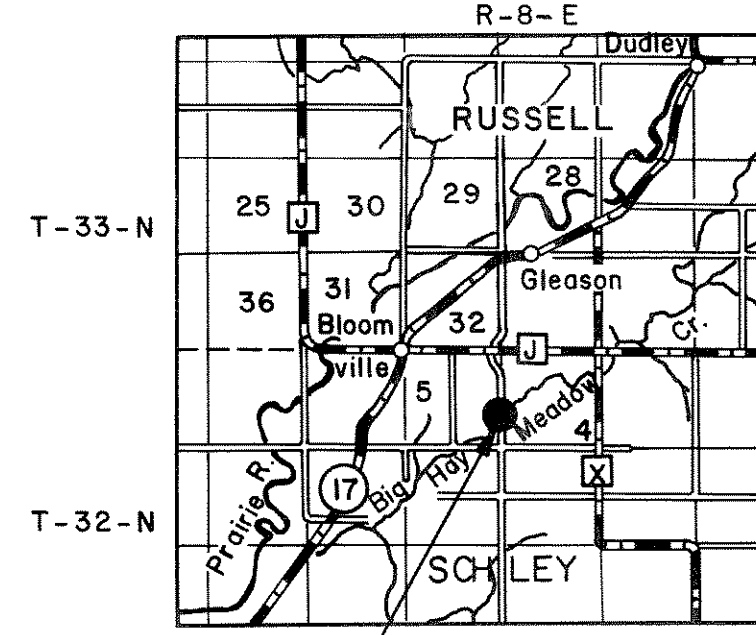 R-8-E
Dudley
RUSSELL
T-33-N
25
J
30
29
28
Gleason
36
31
32
Bloom
ville
J
Cr.
5
Meadow
4
Hay
Big
17
X
Prairie R.
T-32-N
SCHLEY